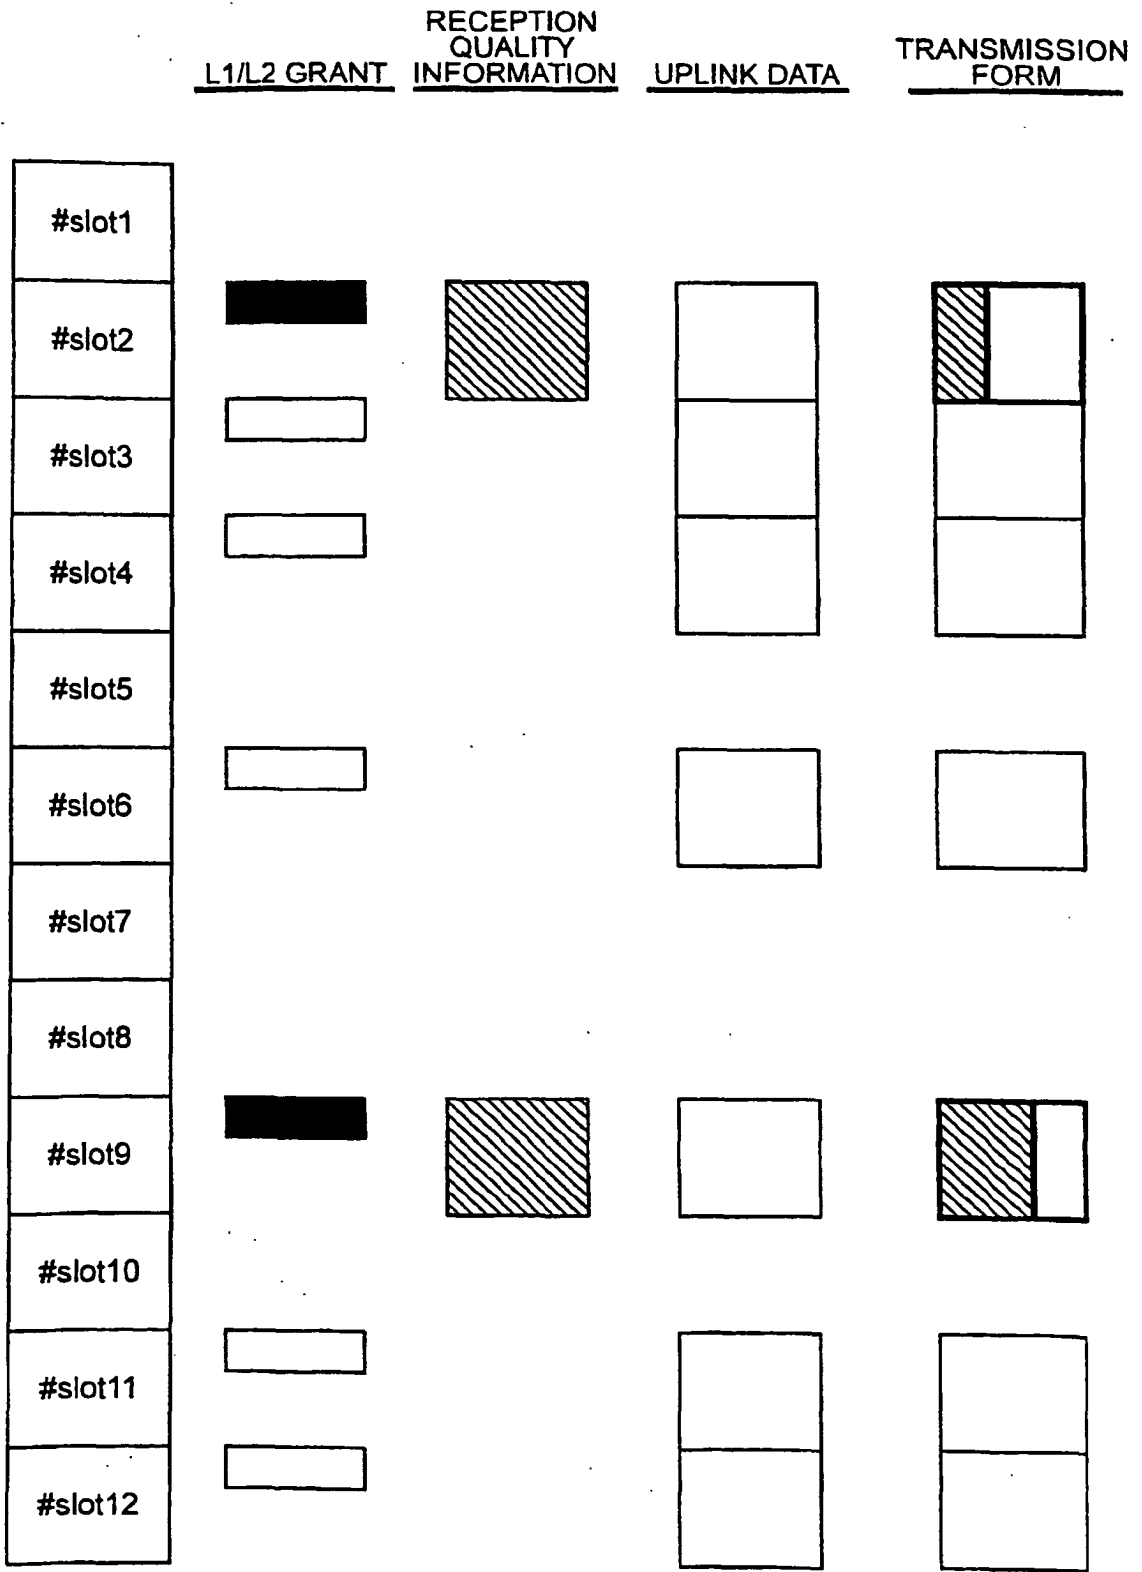 L1/L2 GRANT
RECEPTION
QUALITY
INFORMATION
UPLINK DATA
TRANSMISSION
FORM
#slot1
#slot2
#slot3
#slot4
#slot5
#slot6
#slot7
#slot8
#slot9
#slot10
#slot11
#slot12